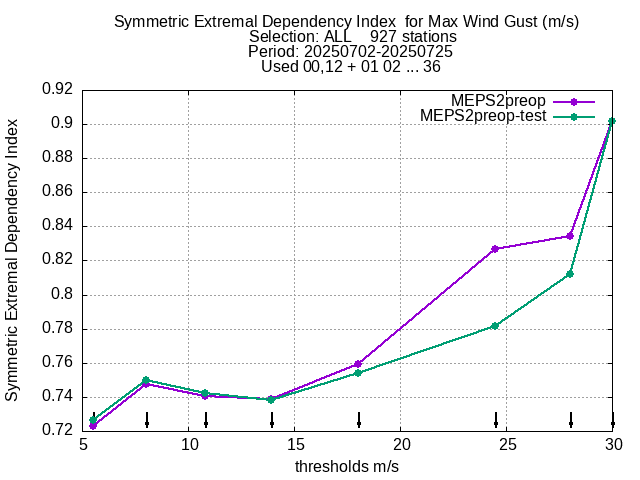 Symmetric Extremal Dependency Index  for Max Wind Gust (m/s)
Selection: ALL    927 stations
Period: 20250702-20250725
Used 00,12 + 01 02 ... 36
MEPS2preop
MEPS2preop-test
Symmetric Extremal Dependency Index
0.92
0.9
0.88
0.86
0.84
0.82
0.8
0.78
0.76
0.74
0.72
5 10 15 20 25 30
thresholds m/s